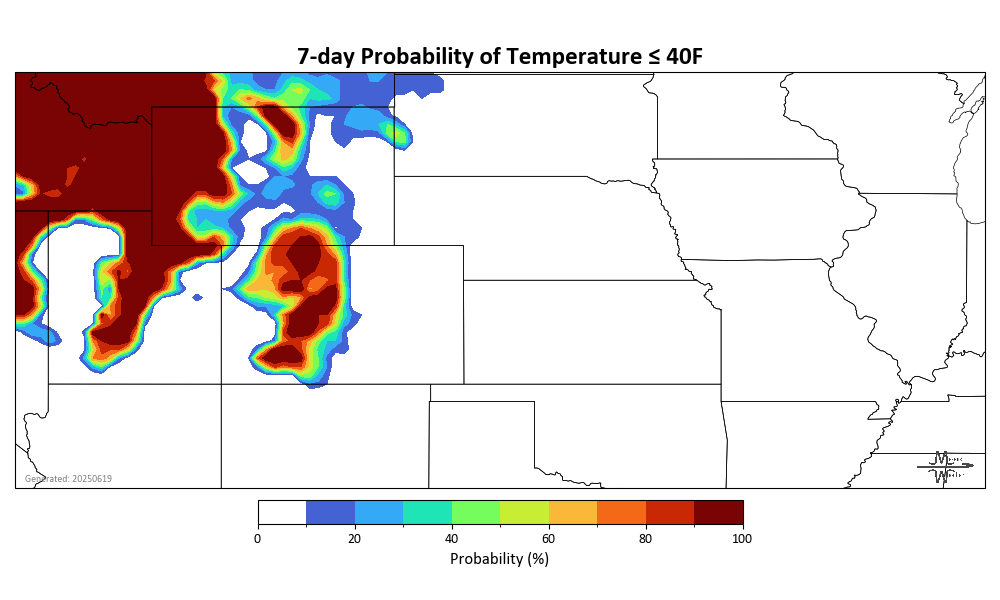 7-day Probability of Temperature ≤ 40F
Generated: 20250619
0 20 40 60 80 100
Probability (%)